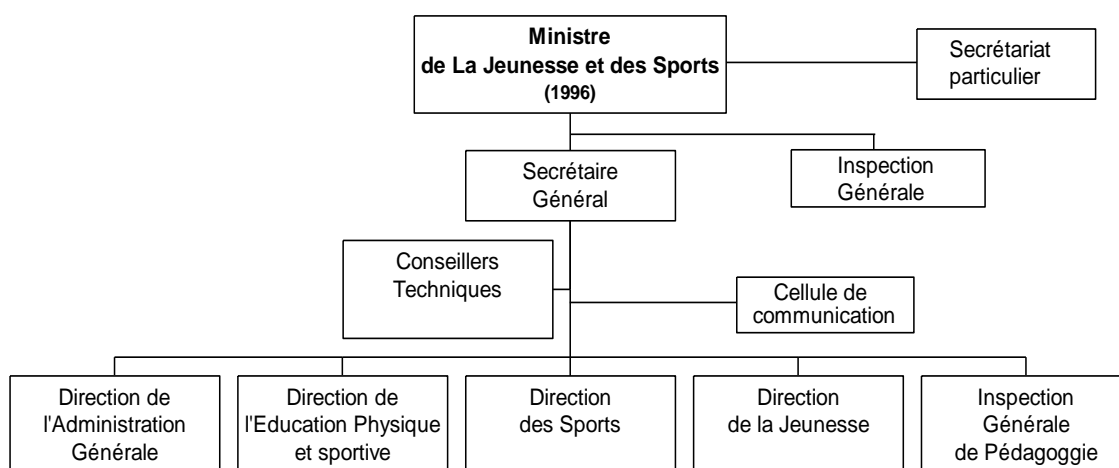 Ministre
de La Jeunesse et des Sports
(1996)
Secrétariat
particulier
Secrétaire
Général
Inspection
Générale
Conseillers
Techniques
Cellule de
communication
Direction de
l'Administration
Générale
Direction de
l'Education Physique
et sportive
Direction
des Sports
Direction
de la Jeunesse
Inspection
Générale
de Pédagoggie